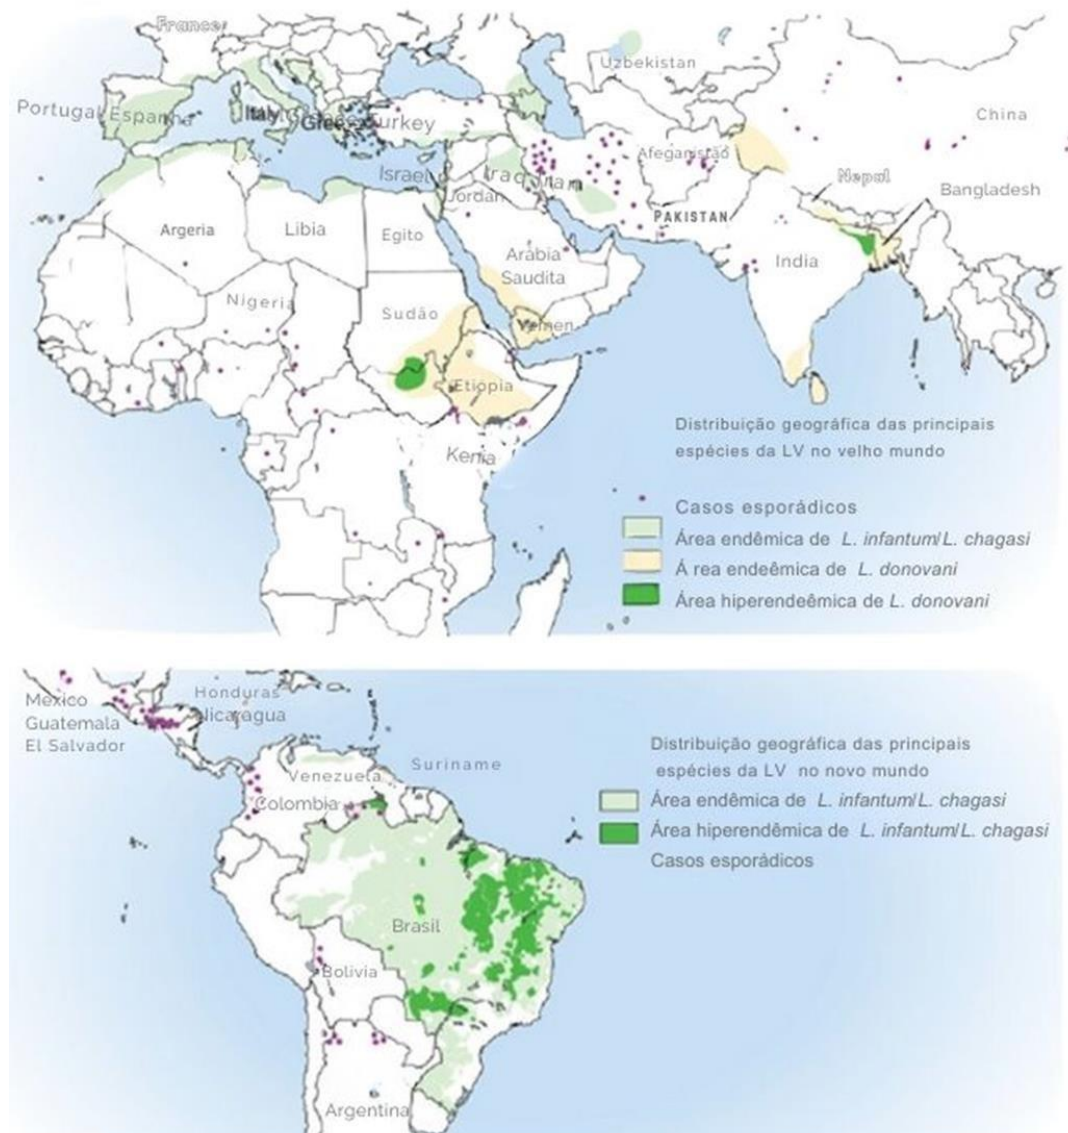 France
Uzbekistan
Portugal Espanha Italy Greece Turkey
China
Afeganistão
Israel Iraq Iran
Nepal
Jordan
Bangladesh
PAKISTAN
Argeria
Libia
Egito
Arábia
Saudita
India
Nigeria
Sudão
Yemen
Etiopia
Kenia
Distribuição geográfica das principais
espécies da LV no velho mundo
Casos esporádicos
Área endêmica de L. infantum/L. chagasi
Á rea endeêmica de L. donovani
Área hiperendeêmica de L. donovani
Mexico
Guatemala
El Salvador
Honduras
Nicaragua
Venezuela
Suriname
Colombia
Brasil
Bolivia
Argentina
Distribuição geográfica das principais
espécies da LV no novo mundo
Área endêmica de L. infantum/L. chagasi
Área hiperendêmica de L. infantum/L. chagasi
Casos esporádicos